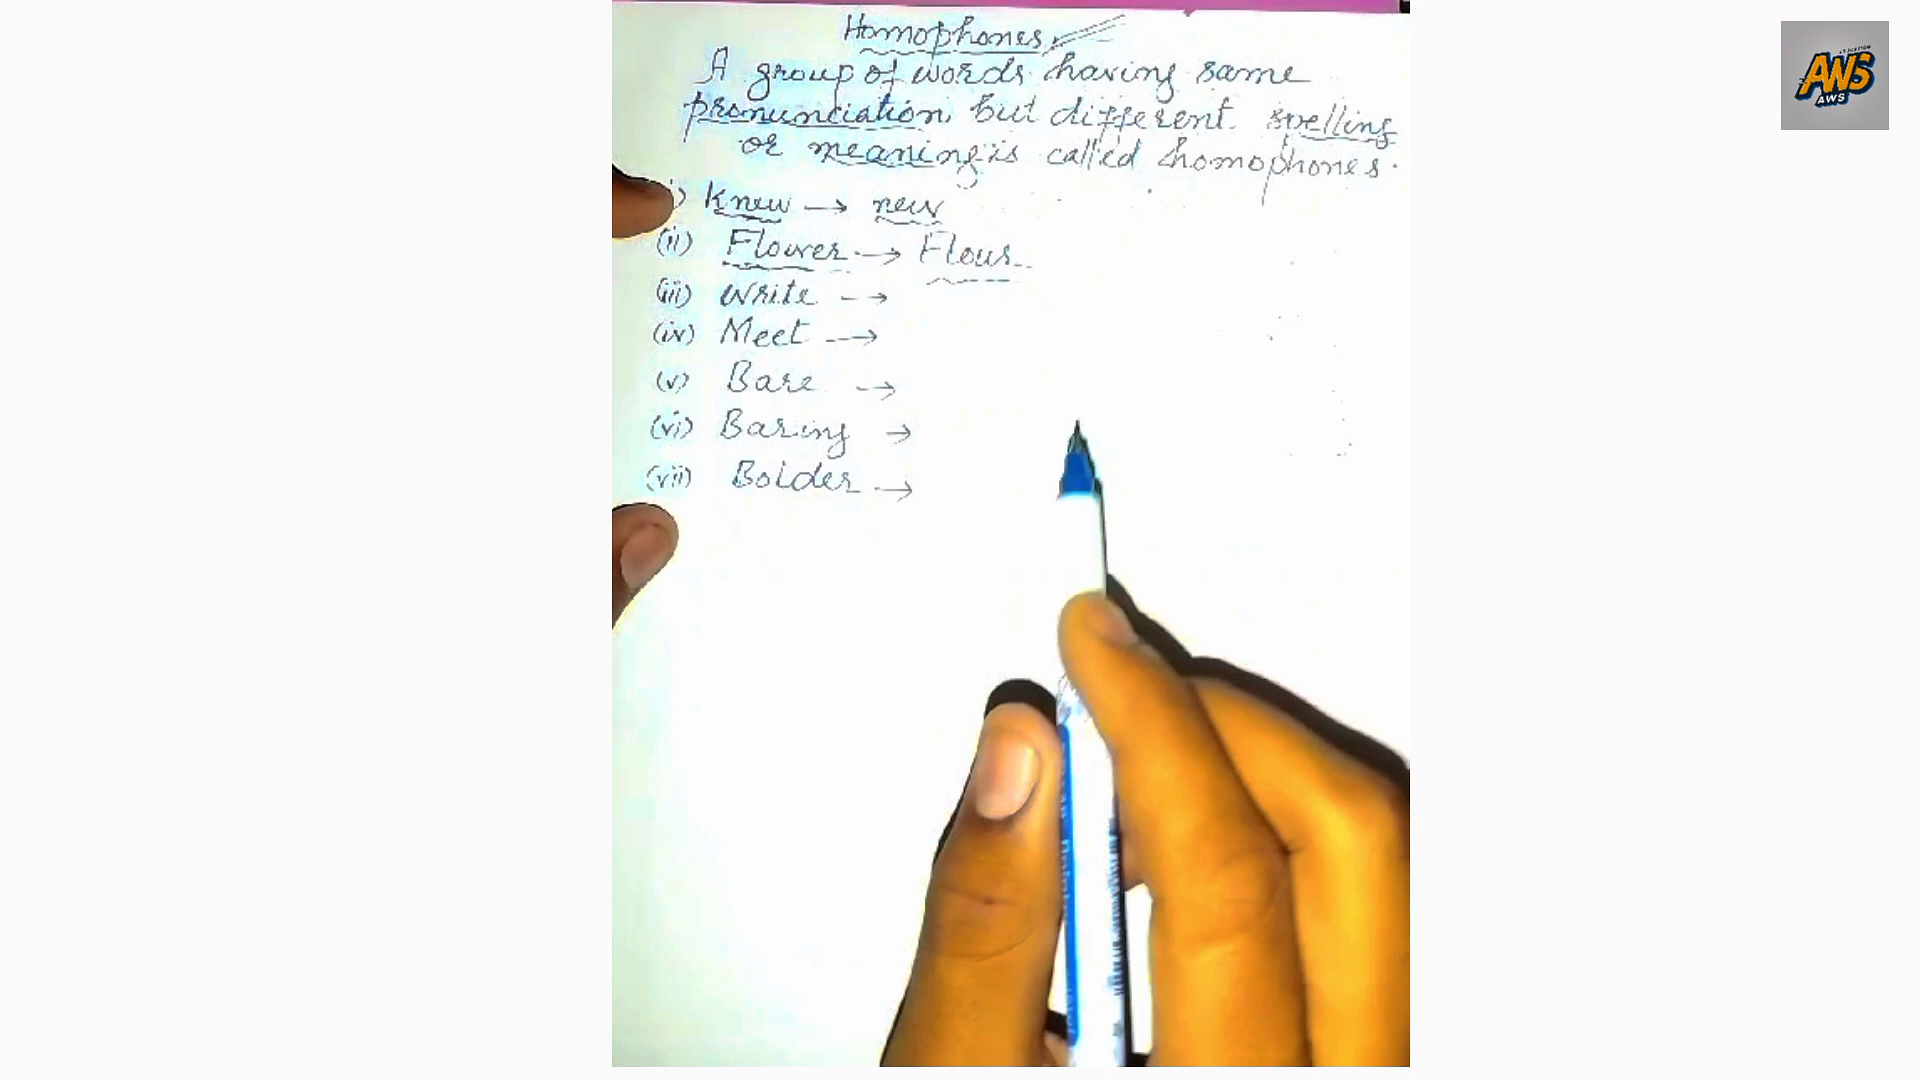 Homophones
A group of words having same
pronunciation but different spelling
or meaning is called homophones.
i) Knew → new
(ii) Flower → Flour
(iii) Write →
(iv) Meet →
(v) Bare →
(vi) Baring →
(vii) Bolder →
AWS
AWS